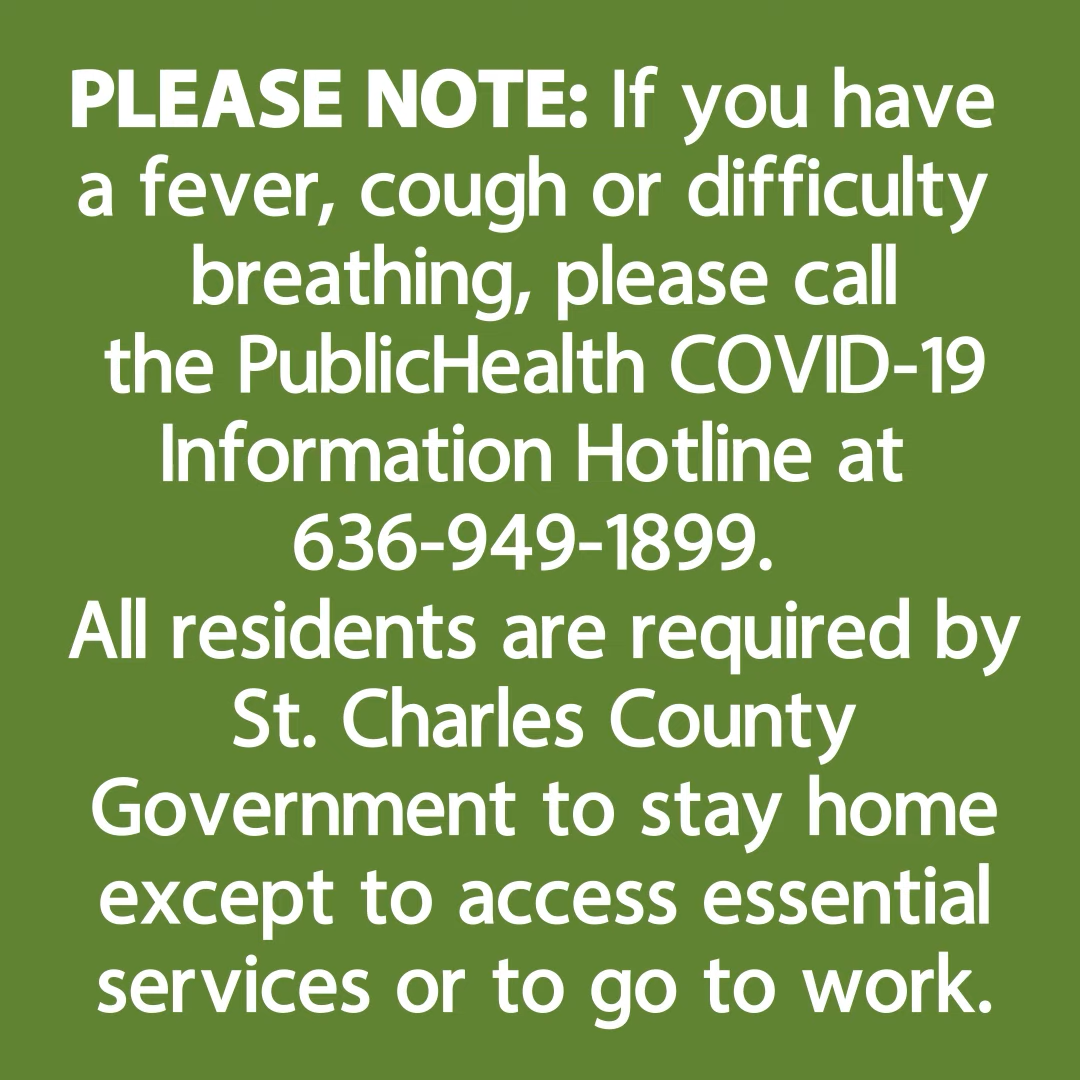 PLEASE NOTE: If you have
a fever, cough or difficulty
breathing, please call
the PublicHealth COVID-19
Information Hotline at
636-949-1899.
All residents are required by
St. Charles County
Government to stay home
except to access essential
services or to go to work.